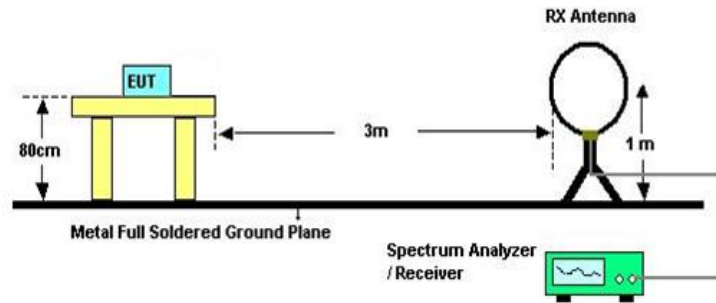 RX Antenna
EUT
3m
80cm
1 m
Metal Full Soldered Ground Plane
Spectrum Analyzer
/ Receiver